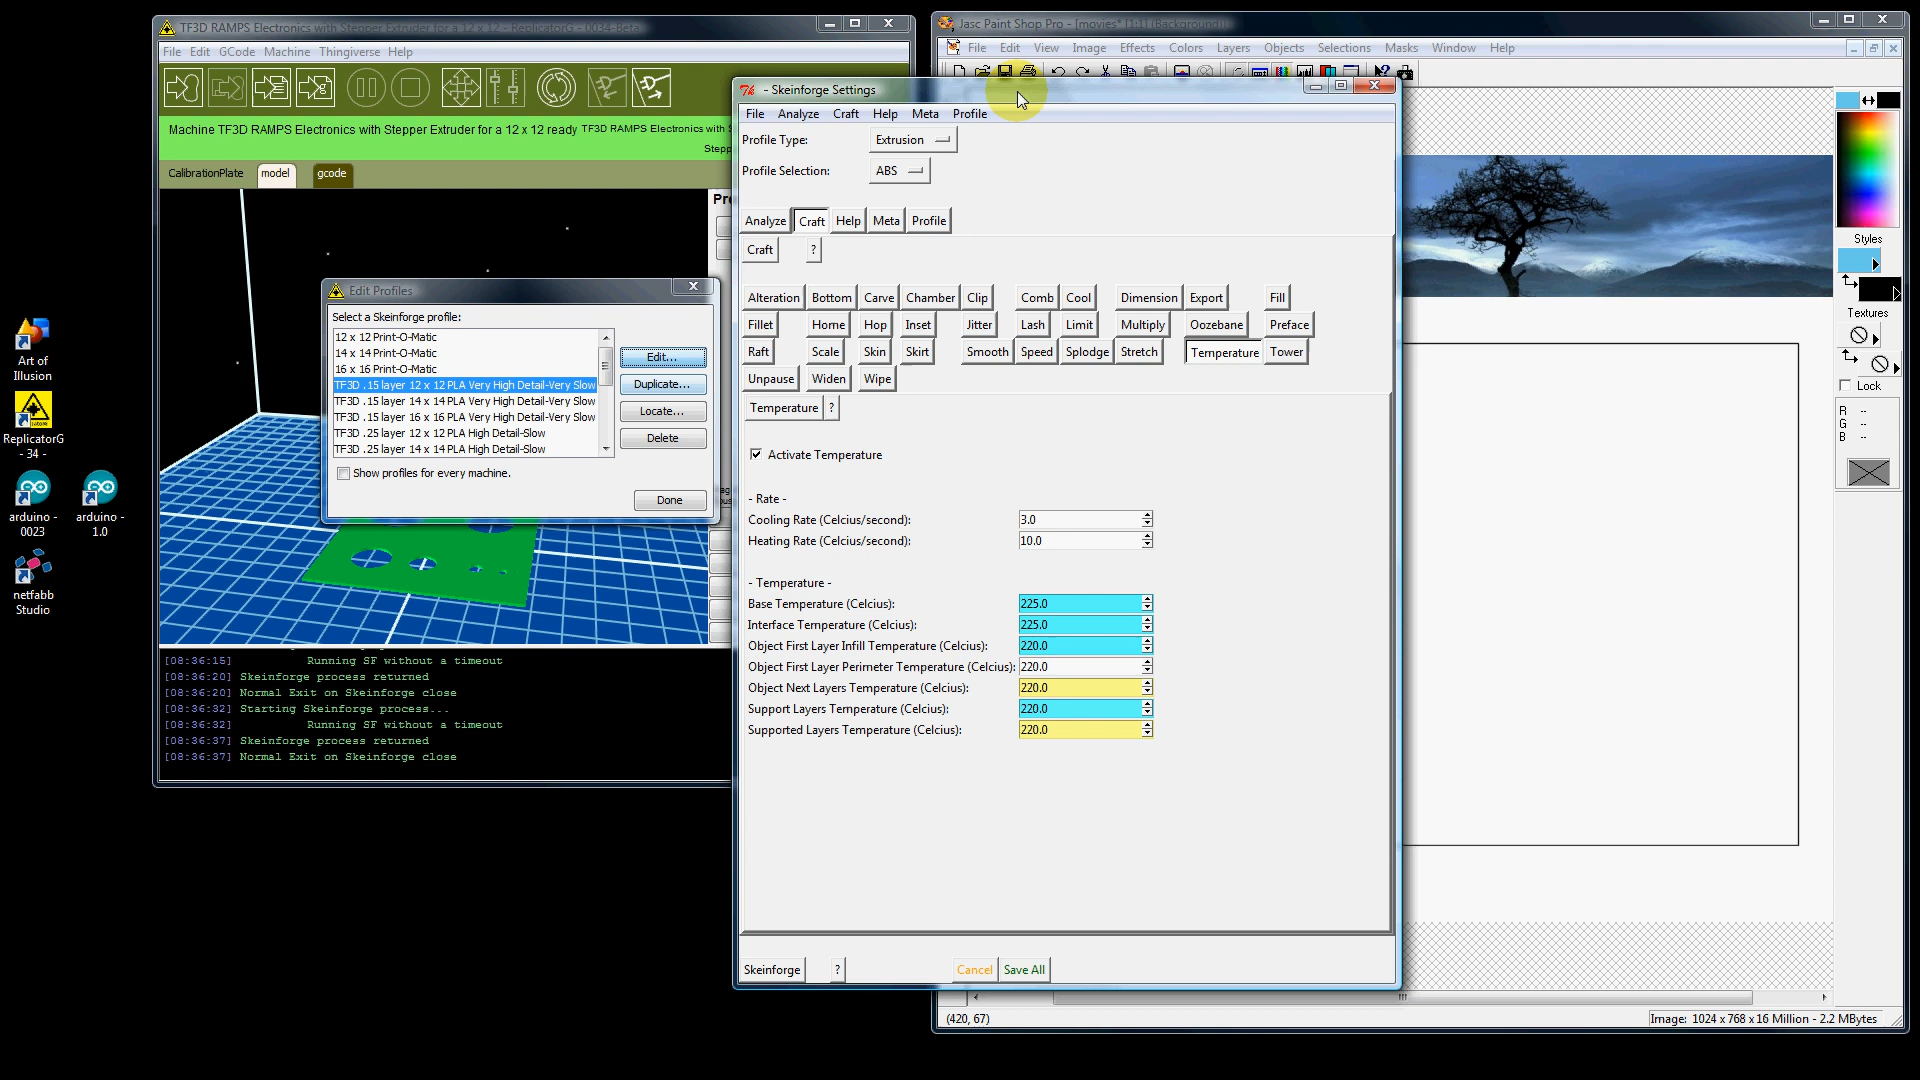 TF3D RAMPS Electronics with Stepper Extruder for a 12 x 12 - ReplicatorG - 0034-Beta
File Edit GCode Machine Thingiverse Help
Machine TF3D RAMPS Electronics with Stepper Extruder for a 12 x 12 ready TF3D RAMPS Electronics with S
Stepp
CalibrationPlate model gcode
Edit Profiles
Select a Skeinforge profile:
12 x 12 Print-O-Matic
14 x 14 Print-O-Matic
16 x 16 Print-O-Matic
TF3D .15 layer 12 x 12 PLA Very High Detail-Very Slow
TF3D .15 layer 14 x 14 PLA Very High Detail-Very Slow
TF3D .15 layer 16 x 16 PLA Very High Detail-Very Slow
TF3D .25 layer 12 x 12 PLA High Detail-Slow
TF3D .25 layer 14 x 14 PLA High Detail-Slow
Edit...
Duplicate...
Locate...
Delete
Show profiles for every machine.
Done
[08:36:15] Running SF without a timeout
[08:36:20] Skeinforge process returned
[08:36:20] Normal Exit on Skeinforge close
[08:36:32] Starting Skeinforge process...
[08:36:32] Running SF without a timeout
[08:36:37] Skeinforge process returned
[08:36:37] Normal Exit on Skeinforge close
Art of
Illusion
ReplicatorG
- 34 -
arduino -
0023
arduino -
1.0
netfabb
Studio
- Skeinforge Settings
File Analyze Craft Help Meta Profile
Profile Type: Extrusion
Profile Selection: ABS
Analyze Craft Help Meta Profile
Craft ?
Alteration Bottom Carve Chamber Clip Comb Cool Dimension Export Fill
Fillet Home Hop Inset Jitter Lash Limit Multiply Oozebane Preface
Raft Scale Skin Skirt Smooth Speed Splodge Stretch Temperature Tower
Unpause Widen Wipe
Temperature ?
Activate Temperature
- Rate -
Cooling Rate (Celcius/second): 3.0
Heating Rate (Celcius/second): 10.0
- Temperature -
Base Temperature (Celcius): 225.0
Interface Temperature (Celcius): 225.0
Object First Layer Infill Temperature (Celcius): 220.0
Object First Layer Perimeter Temperature (Celcius): 220.0
Object Next Layers Temperature (Celcius): 220.0
Support Layers Temperature (Celcius): 220.0
Supported Layers Temperature (Celcius): 220.0
Skeinforge ? Cancel Save All
Jasc Paint Shop Pro - [movies* [1:1] (Background)]
File Edit View Image Effects Colors Layers Objects Selections Masks Window Help
Styles
Textures
Lock
R --
G --
B --
(420, 67)
Image: 1024 x 768 x 16 Million - 2.2 MBytes